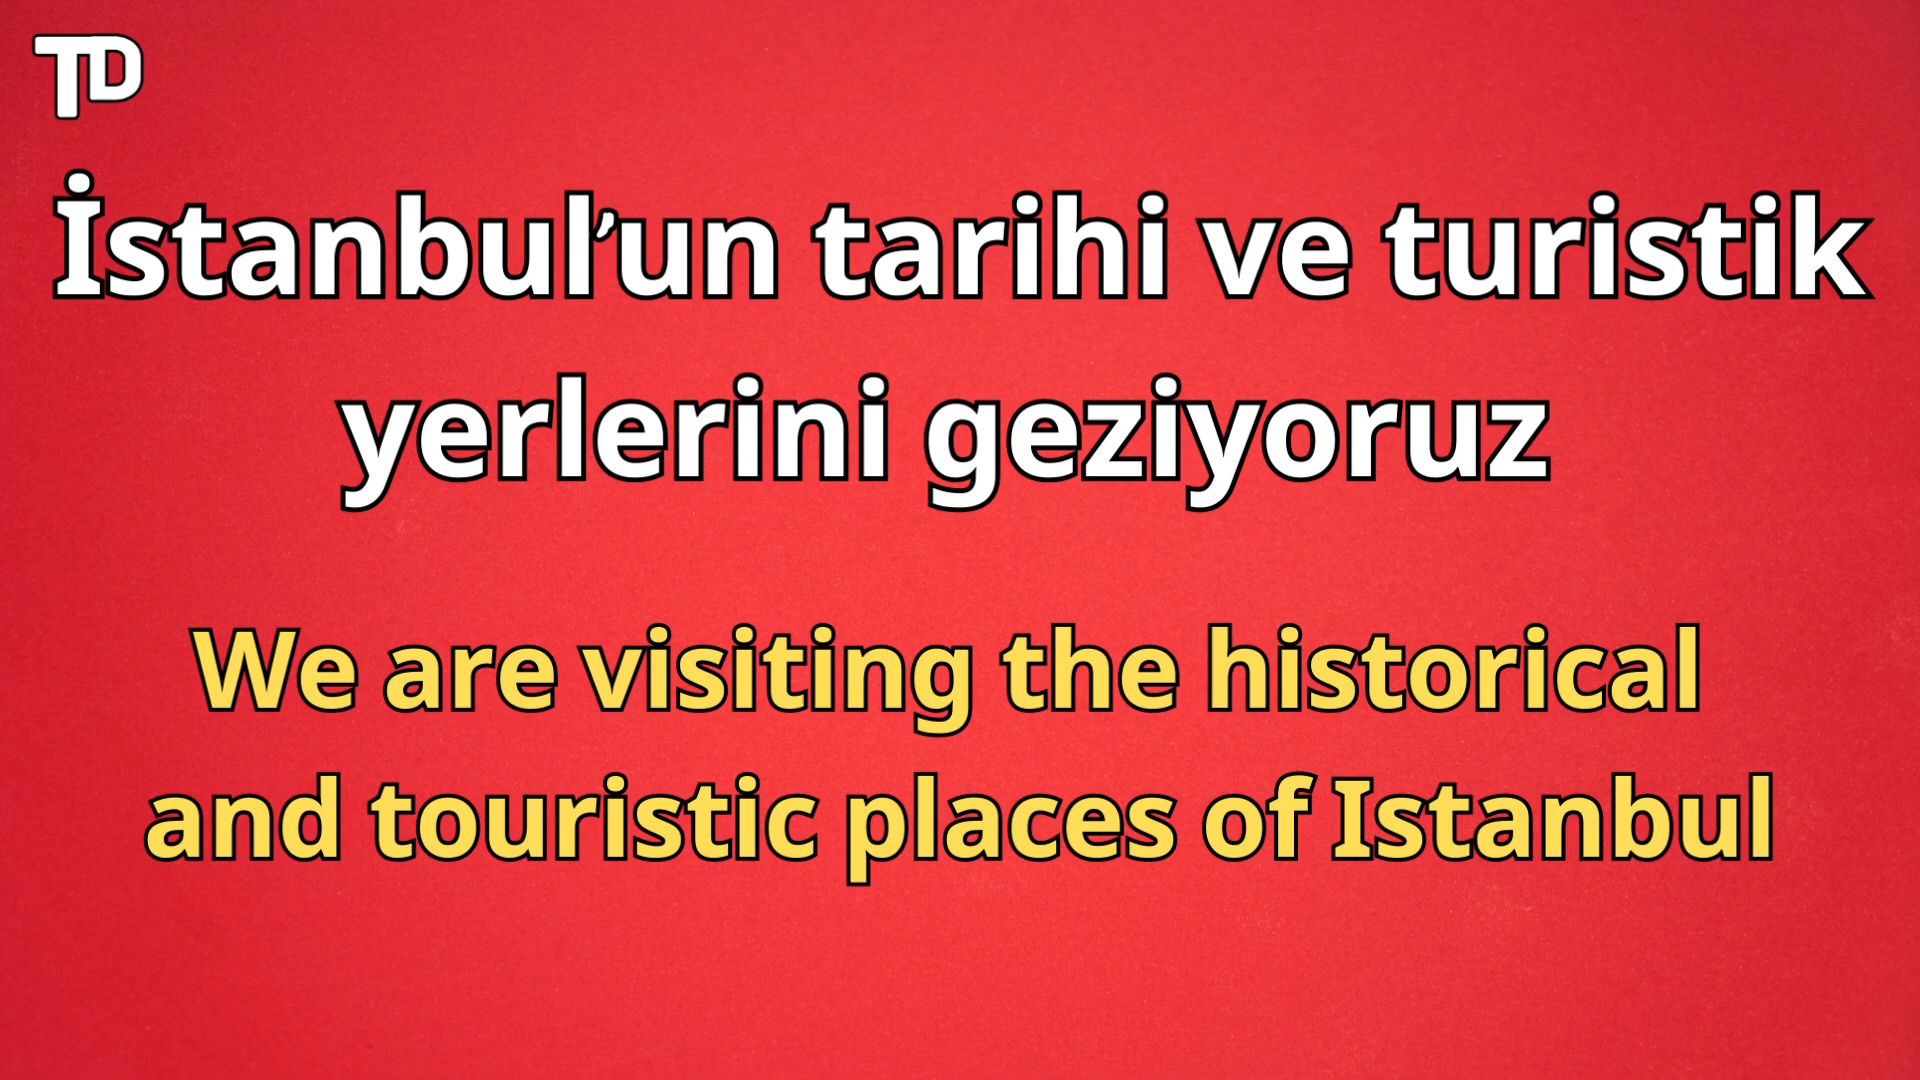 TD
İstanbul’un tarihi ve turistik
yerlerini geziyoruz
We are visiting the historical
and touristic places of Istanbul